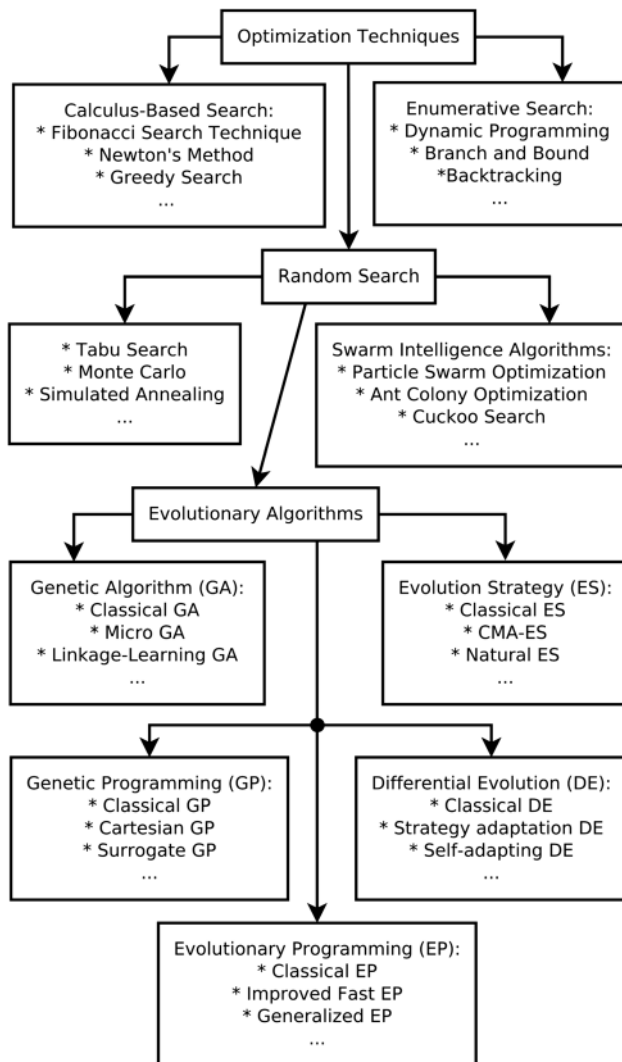 Optimization Techniques
Calculus-Based Search:
* Fibonacci Search Technique
* Newton's Method
* Greedy Search
...
Enumerative Search:
* Dynamic Programming
* Branch and Bound
*Backtracking
...
Random Search
* Tabu Search
* Monte Carlo
* Simulated Annealing
...
Swarm Intelligence Algorithms:
* Particle Swarm Optimization
* Ant Colony Optimization
* Cuckoo Search
...
Evolutionary Algorithms
Genetic Algorithm (GA):
* Classical GA
* Micro GA
* Linkage-Learning GA
...
Evolution Strategy (ES):
* Classical ES
* CMA-ES
* Natural ES
...
Genetic Programming (GP):
* Classical GP
* Cartesian GP
* Surrogate GP
...
Differential Evolution (DE):
* Classical DE
* Strategy adaptation DE
* Self-adapting DE
...
Evolutionary Programming (EP):
* Classical EP
* Improved Fast EP
* Generalized EP
...